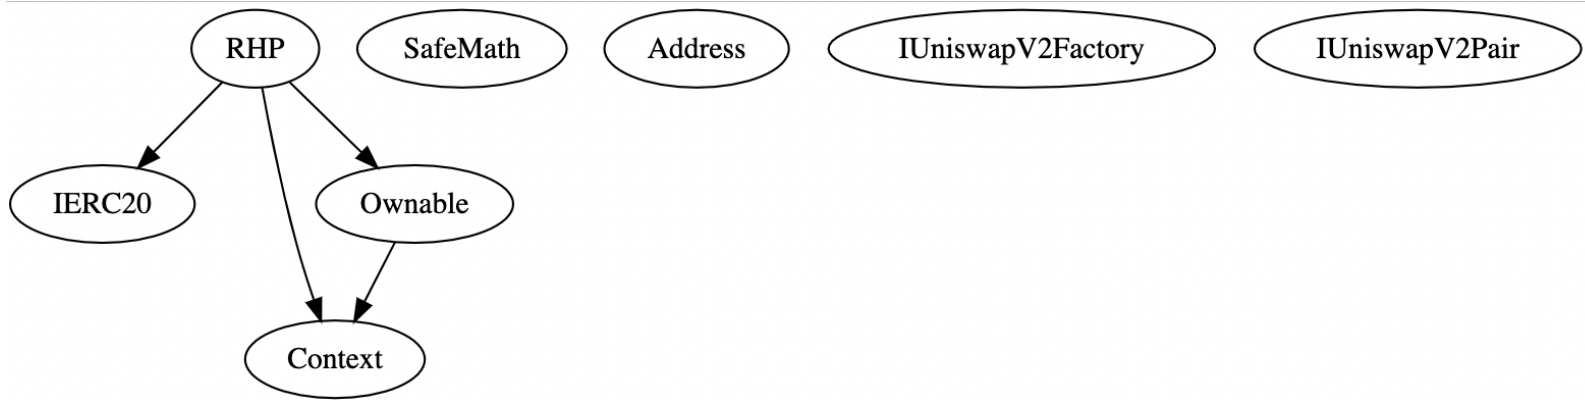 RHP
SafeMath
Address
IUniswapV2Factory
IUniswapV2Pair
IERC20
Ownable
Context